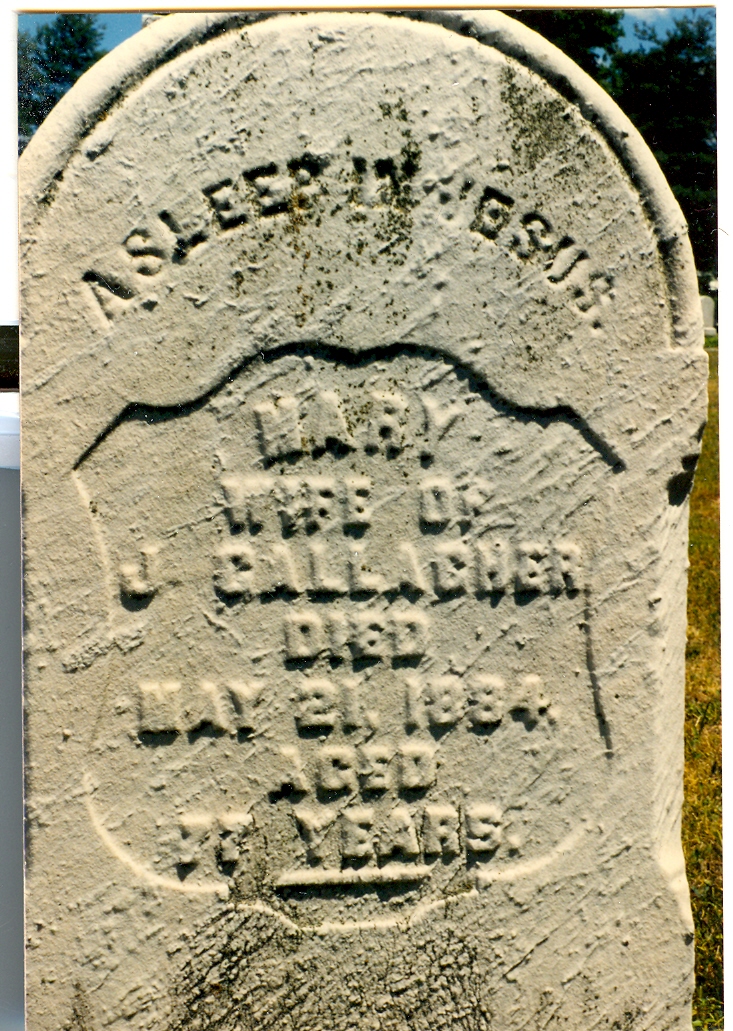 ASLEEP IN JESUS.
MARY,
WIFE OF
J. GALLAGHER
DIED
MAY 21, 1884.
AGED
YEARS.